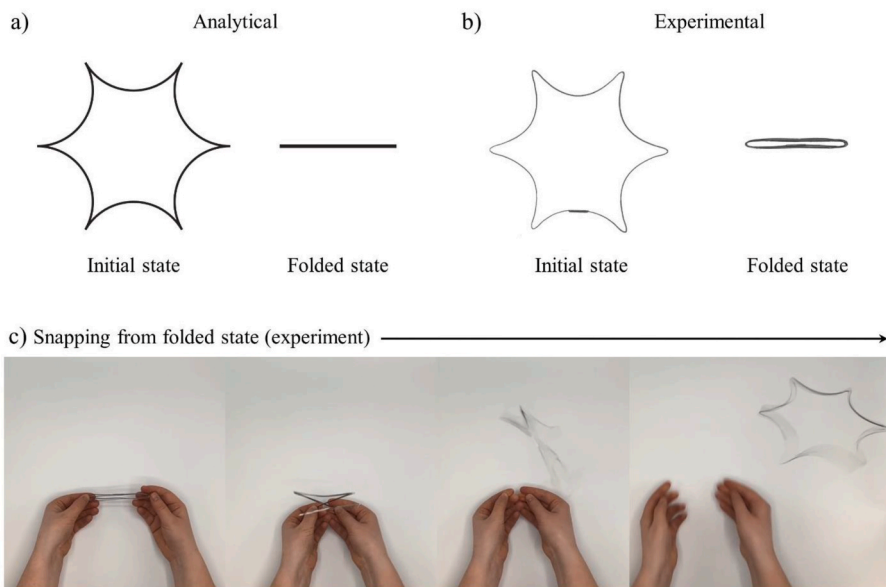 a) Analytical b) Experimental
Initial state Folded state Initial state Folded state
c) Snapping from folded state (experiment)